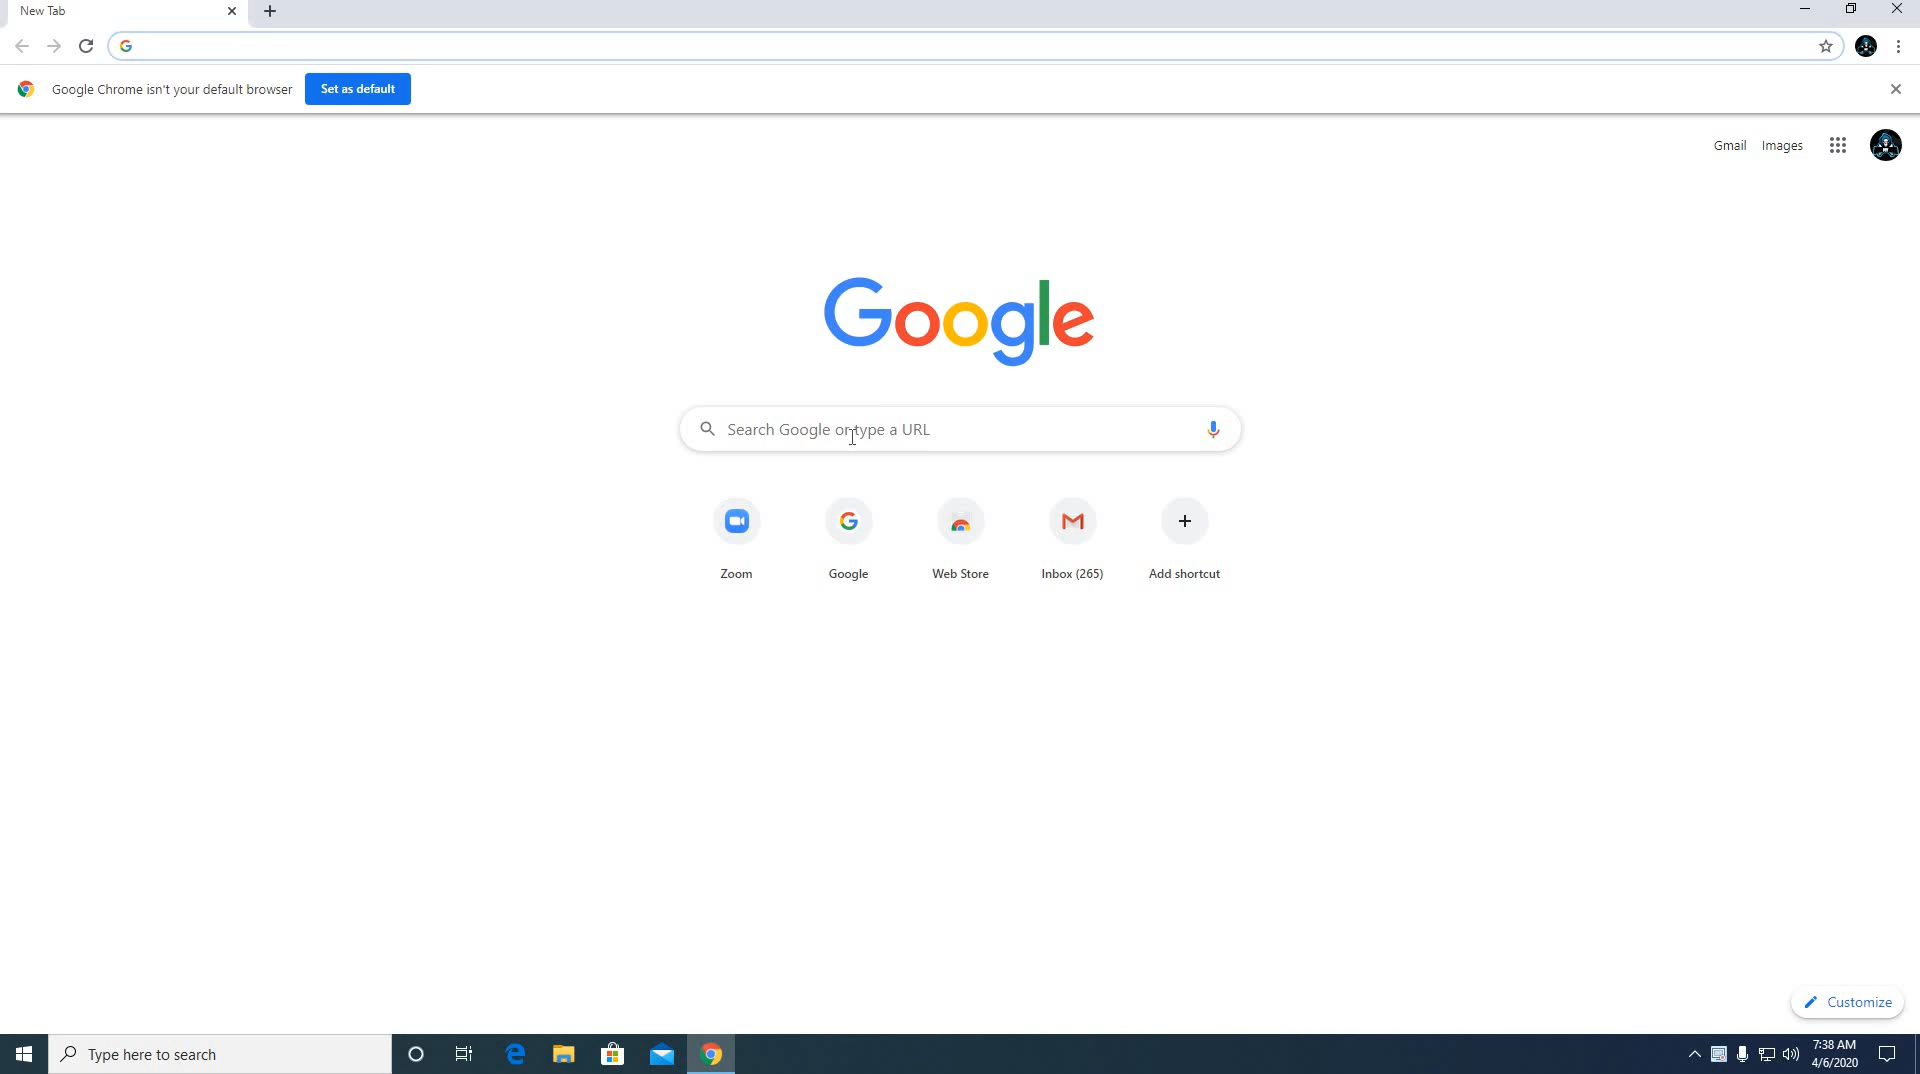 New Tab
Google Chrome isn't your default browser
Set as default
Gmail
Images
Google
Search Google or type a URL
Zoom
Google
Web Store
Inbox (265)
Add shortcut
Customize
Type here to search
7:38 AM
4/6/2020